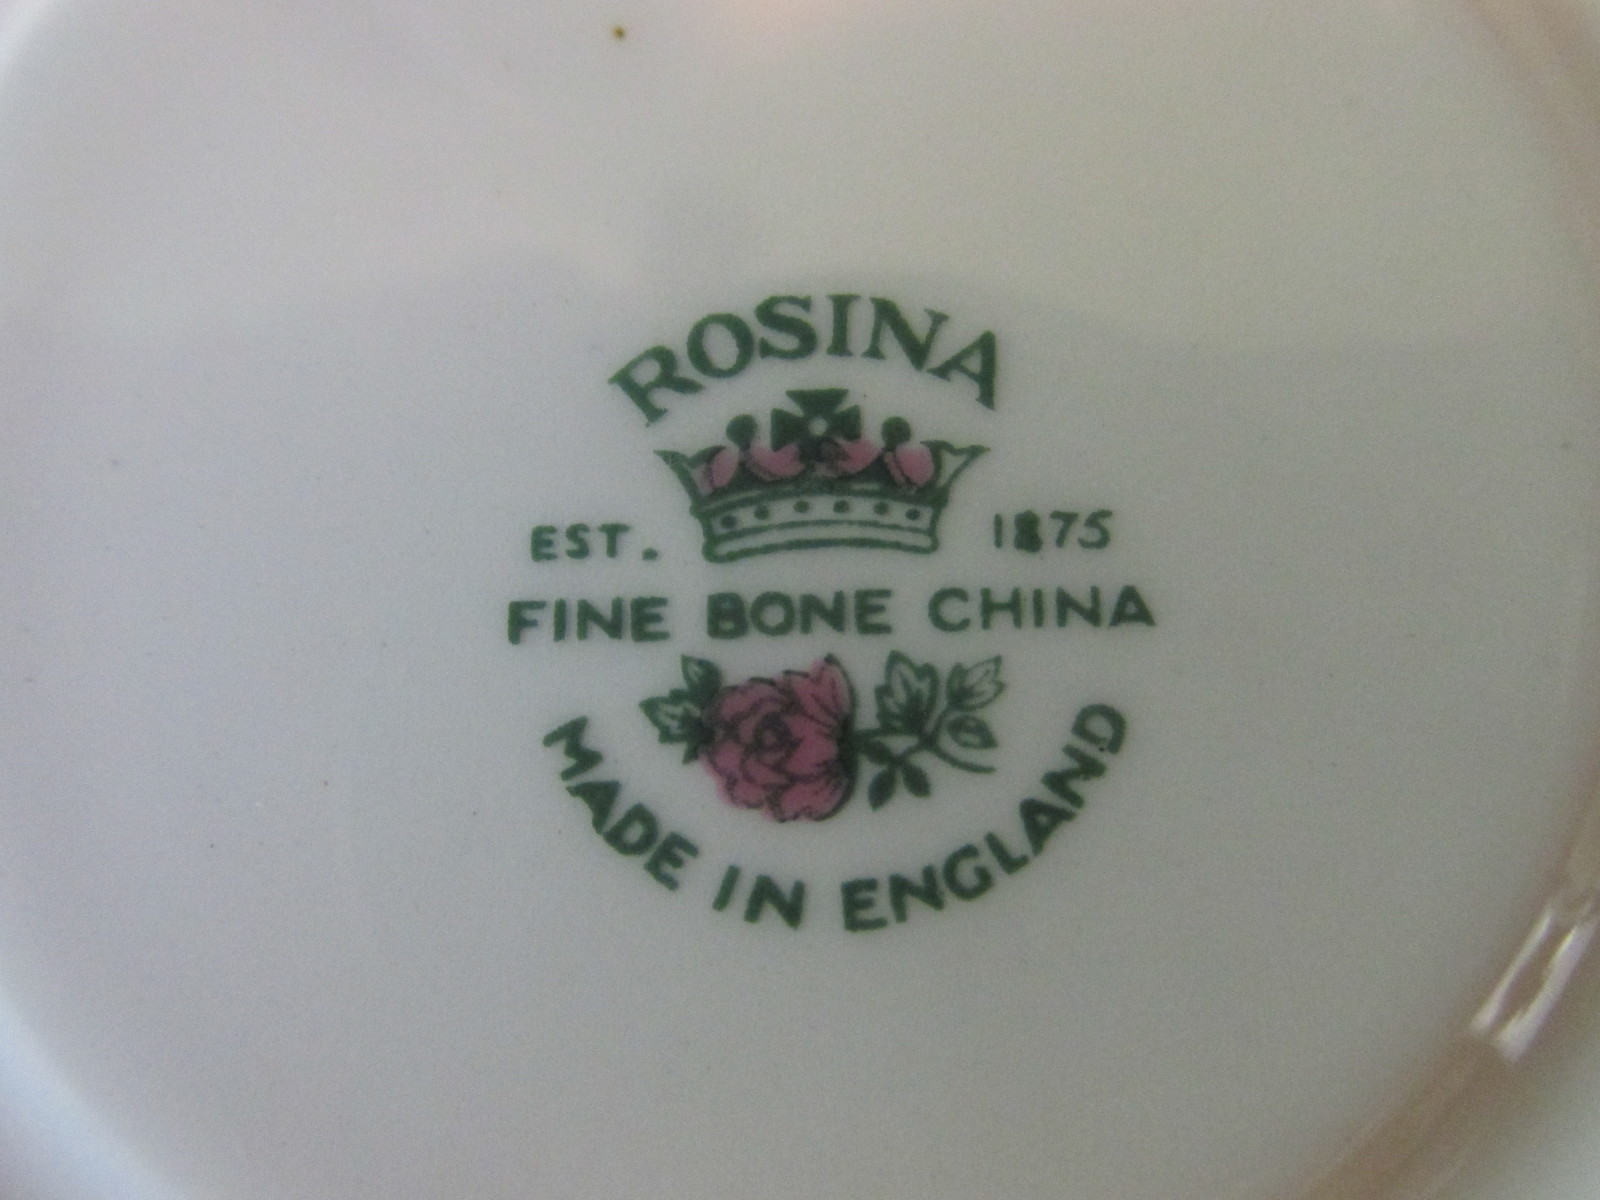 ROSINA
EST. 1875
FINE BONE CHINA
MADE IN ENGLAND